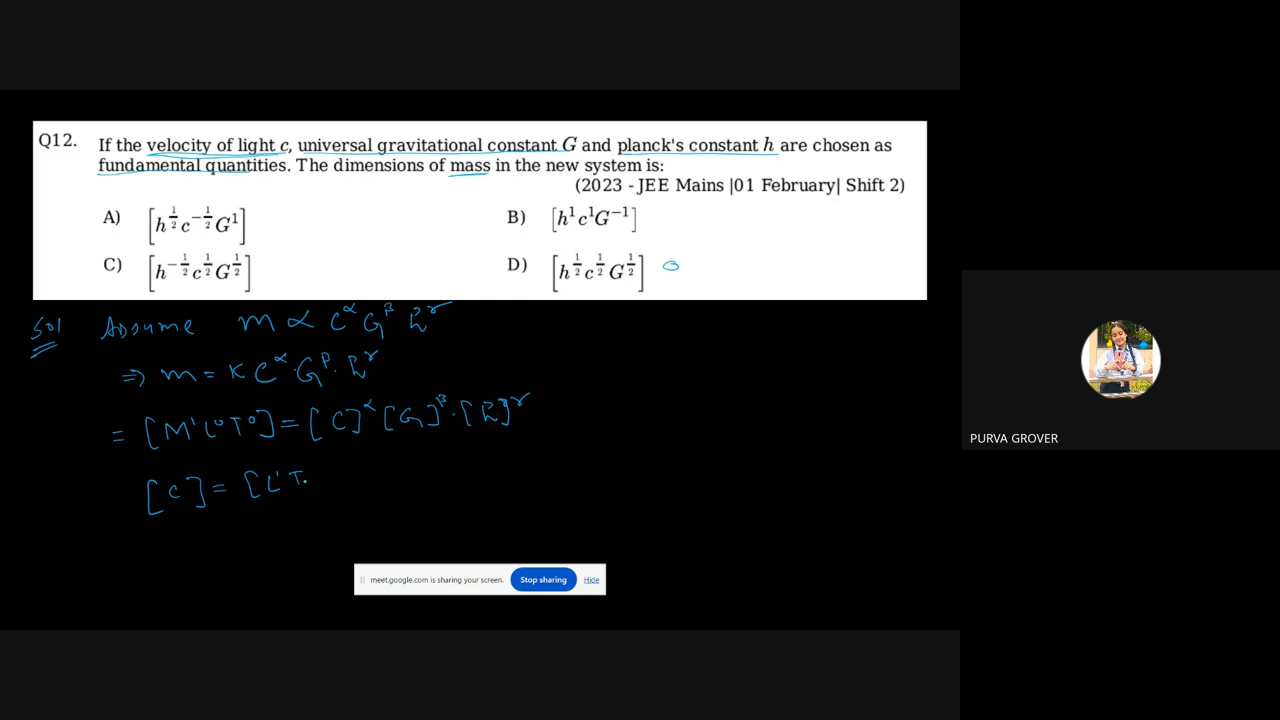 Q12. If the velocity of light c, universal gravitational constant G and planck's constant h are chosen as
fundamental quantities. The dimensions of mass in the new system is:
(2023 - JEE Mains |01 February| Shift 2)
A) [h^{1/2} c^{-1/2} G^1] B) [h^1 c^1 G^{-1}]
C) [h^{-1/2} c^{1/2} G^{1/2}] D) [h^{1/2} c^{1/2} G^{1/2}]
Sol Assume m ∝ C^α G^β h^γ
⇒ m = K C^α · G^β · h^γ
= [M^1 L^0 T^0] = [C]^α [G]^β · [h]^γ
[C] = [L^1 T
PURVA GROVER
meet.google.com is sharing your screen. Stop sharing Hide